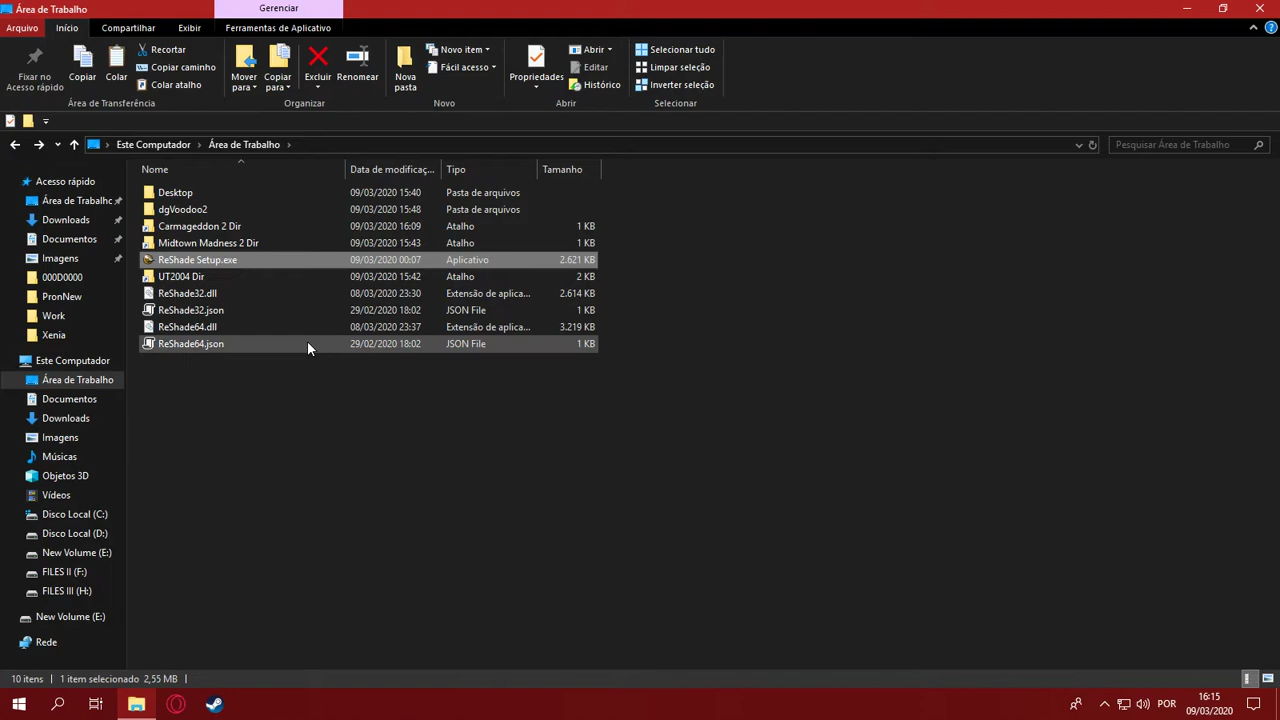 Área de Trabalho
Gerenciar
Arquivo Início Compartilhar Exibir Ferramentas de Aplicativo
Fixar no Acesso rápido
Copiar
Colar
Recortar
Copiar caminho
Colar atalho
Mover para
Copiar para
Excluir
Renomear
Nova pasta
Novo item
Fácil acesso
Propriedades
Abrir
Editar
Histórico
Selecionar tudo
Limpar seleção
Inverter seleção
Área de Transferência Organizar Novo Abrir Selecionar
Este Computador Área de Trabalho
Pesquisar Área de Trabalho
Nome Data de modificaç... Tipo Tamanho
Desktop 09/03/2020 15:40 Pasta de arquivos
dgVoodoo2 09/03/2020 15:48 Pasta de arquivos
Carmageddon 2 Dir 09/03/2020 16:09 Atalho 1 KB
Midtown Madness 2 Dir 09/03/2020 15:43 Atalho 1 KB
ReShade Setup.exe 09/03/2020 00:07 Aplicativo 2.621 KB
UT2004 Dir 09/03/2020 15:42 Atalho 2 KB
ReShade32.dll 08/03/2020 23:30 Extensão de aplica... 2.614 KB
ReShade32.json 29/02/2020 18:02 JSON File 1 KB
ReShade64.dll 08/03/2020 23:37 Extensão de aplica... 3.219 KB
ReShade64.json 29/02/2020 18:02 JSON File 1 KB
Acesso rápido
Área de Trabalho
Downloads
Documentos
Imagens
000D0000
PronNew
Work
Xenia
Este Computador
Área de Trabalho
Documentos
Downloads
Imagens
Músicas
Objetos 3D
Vídeos
Disco Local (C:)
Disco Local (D:)
New Volume (E:)
FILES II (F:)
FILES III (H:)
New Volume (E:)
Rede
10 itens 1 item selecionado 2,55 MB
POR
16:15
09/03/2020